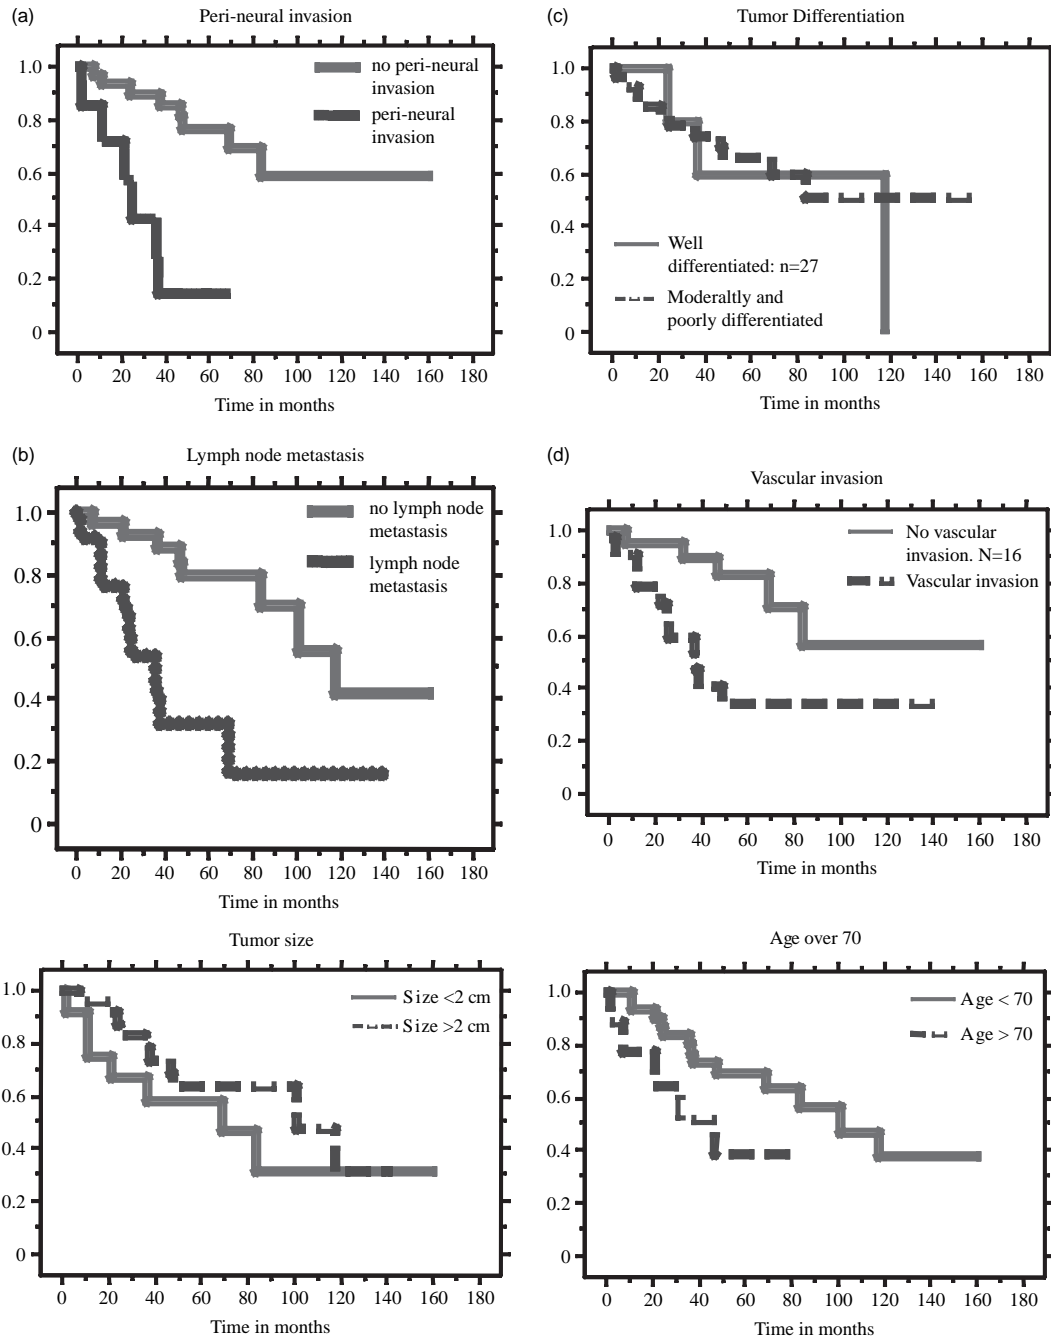 (a)
Peri-neural invasion
1.0
0.8
0.6
0.4
0.2
0
no peri-neural
invasion
peri-neural
invasion
0 20 40 60 80 100 120 140 160 180
Time in months
(c)
Tumor Differentiation
1.0
0.8
0.6
0.4
0.2
0
Well
differentiated: n=27
Moderaltly and
poorly differentiated
0 20 40 60 80 100 120 140 160 180
Time in months
(b)
Lymph node metastasis
1.0
0.8
0.6
0.4
0.2
0
no lymph node
metastasis
lymph node
metastasis
0 20 40 60 80 100 120 140 160 180
Time in months
(d)
Vascular invasion
1.0
0.8
0.6
0.4
0.2
0
No vascular
invasion. N=16
Vascular invasion
0 20 40 60 80 100 120 140 160 180
Time in months
Tumor size
1.0
0.8
0.6
0.4
0.2
0
Size <2 cm
Size >2 cm
0 20 40 60 80 100 120 140 160 180
Time in months
Age over 70
1.0
0.8
0.6
0.4
0.2
0
Age < 70
Age > 70
0 20 40 60 80 100 120 140 160 180
Time in months